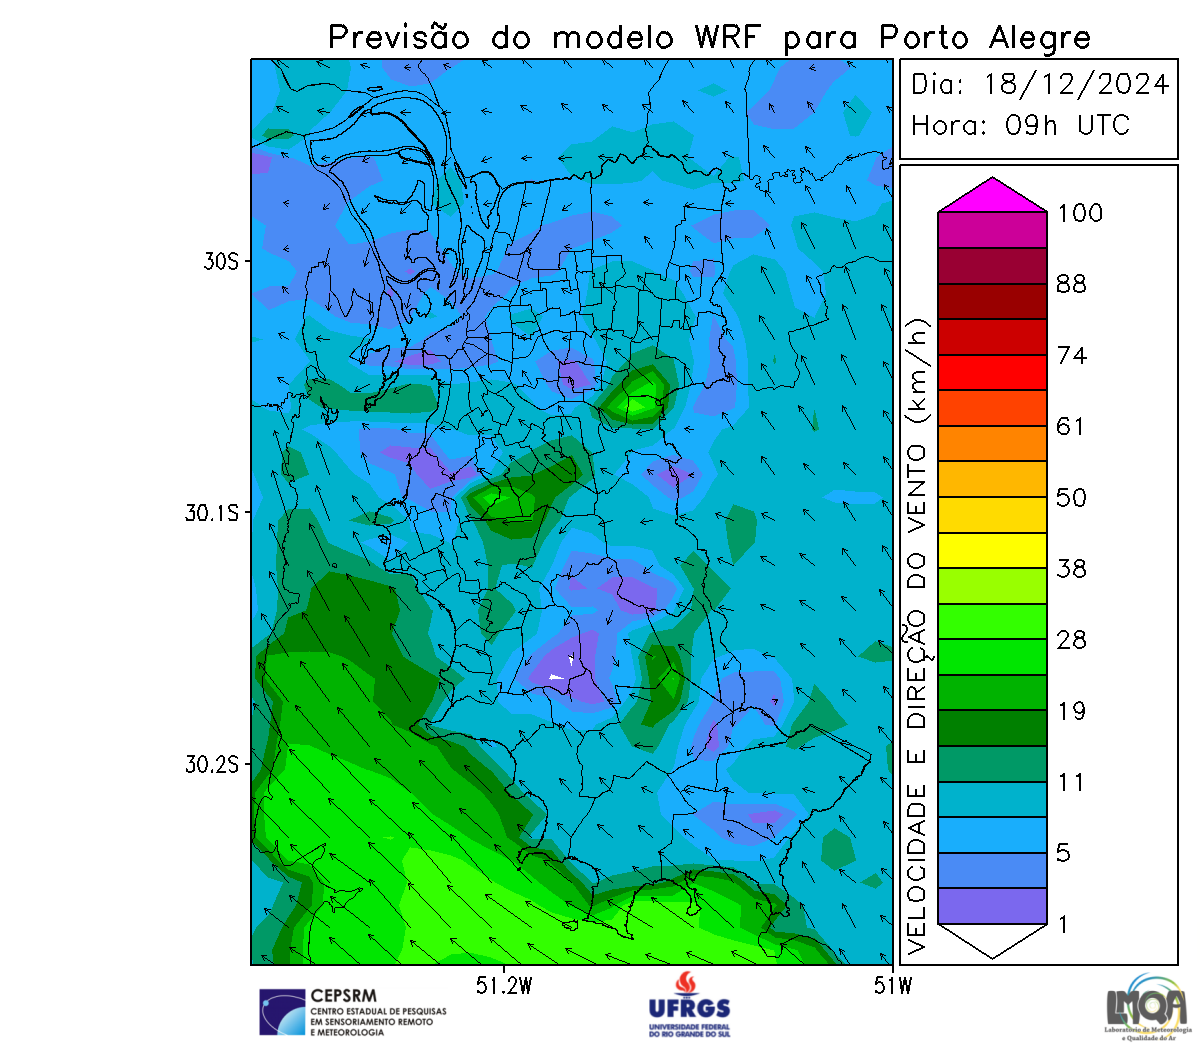 Previsão do modelo WRF para Porto Alegre
Dia: 18/12/2024
Hora: 09h UTC
30S
30.1S
30.2S
51.2W
51W
VELOCIDADE E DIREÇÃO DO VENTO (km/h)
100
88
74
61
50
38
28
19
11
5
1
CEPSRM
CENTRO ESTADUAL DE PESQUISAS
EM SENSORIAMENTO REMOTO
E METEOROLOGIA
UFRGS
UNIVERSIDADE FEDERAL
DO RIO GRANDE DO SUL
LMQA
Laboratório de Meteorologia
e Qualidade do Ar